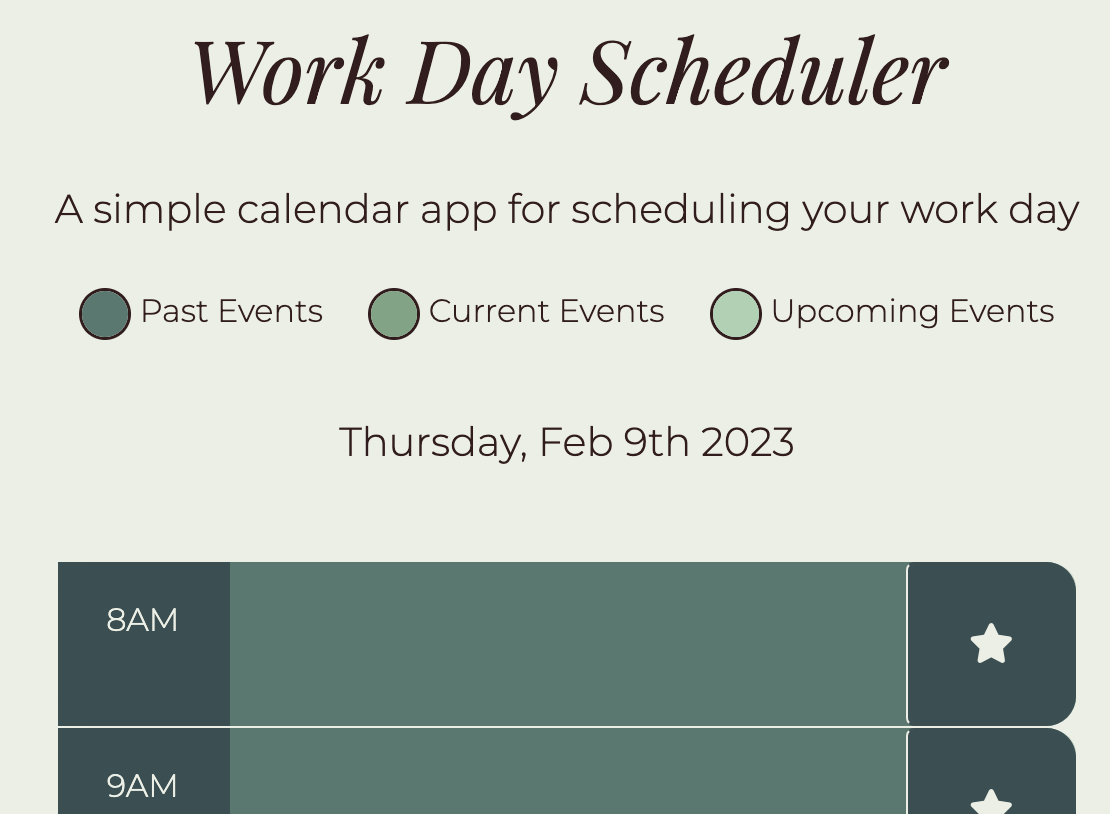 Work Day Scheduler
A simple calendar app for scheduling your work day
Past Events Current Events Upcoming Events
Thursday, Feb 9th 2023
8AM
9AM